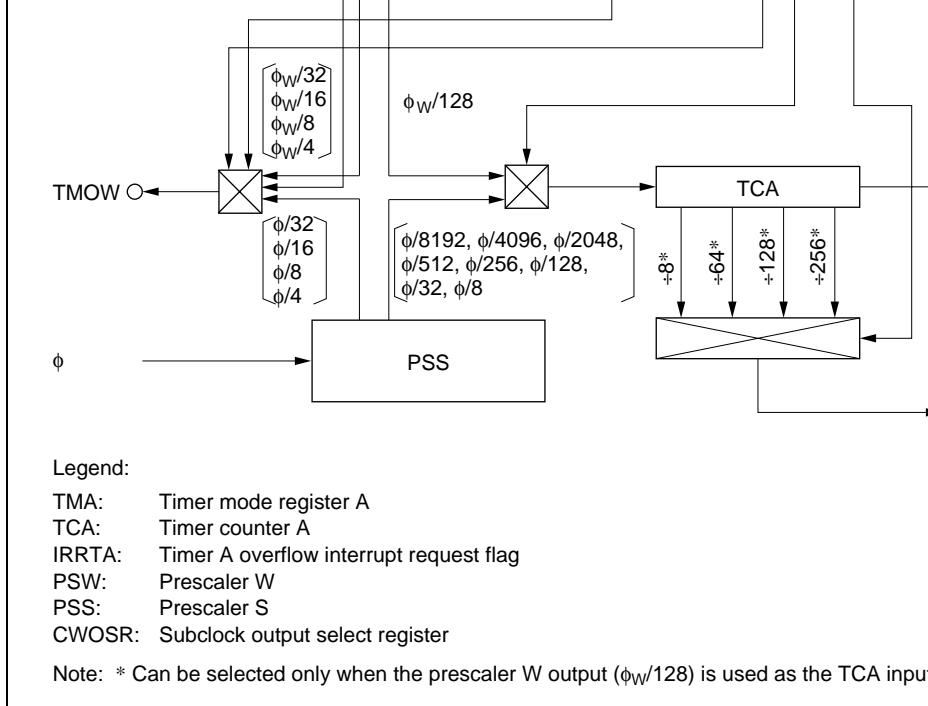 ϕW/32
ϕW/16
ϕW/8
ϕW/4
ϕW/128
TMOW
TCA
ϕ/32
ϕ/16
ϕ/8
ϕ/4
ϕ/8192, ϕ/4096, ϕ/2048,
ϕ/512, ϕ/256, ϕ/128,
ϕ/32, ϕ/8
÷8*
÷64*
÷128*
÷256*
ϕ
PSS
Legend:
TMA: Timer mode register A
TCA: Timer counter A
IRRTA: Timer A overflow interrupt request flag
PSW: Prescaler W
PSS: Prescaler S
CWOSR: Subclock output select register
Note: * Can be selected only when the prescaler W output (ϕW/128) is used as the TCA input